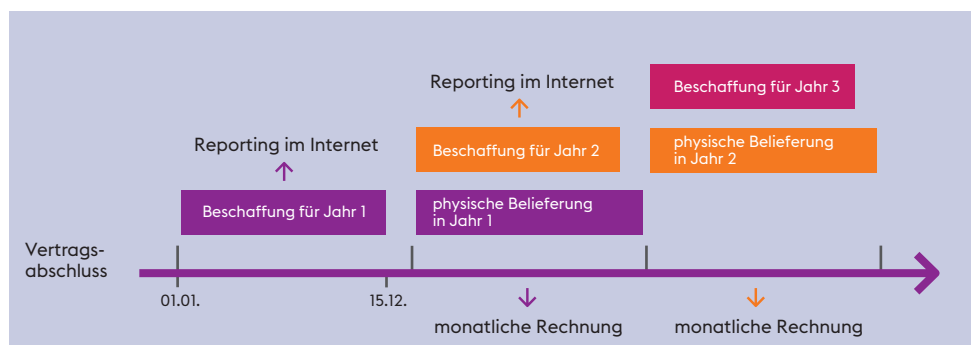 Beschaffung für Jahr 3
Reporting im Internet
Beschaffung für Jahr 2
physische Belieferung
in Jahr 2
Reporting im Internet
Beschaffung für Jahr 1
physische Belieferung
in Jahr 1
Vertrags-
abschluss
01.01.
15.12.
monatliche Rechnung
monatliche Rechnung